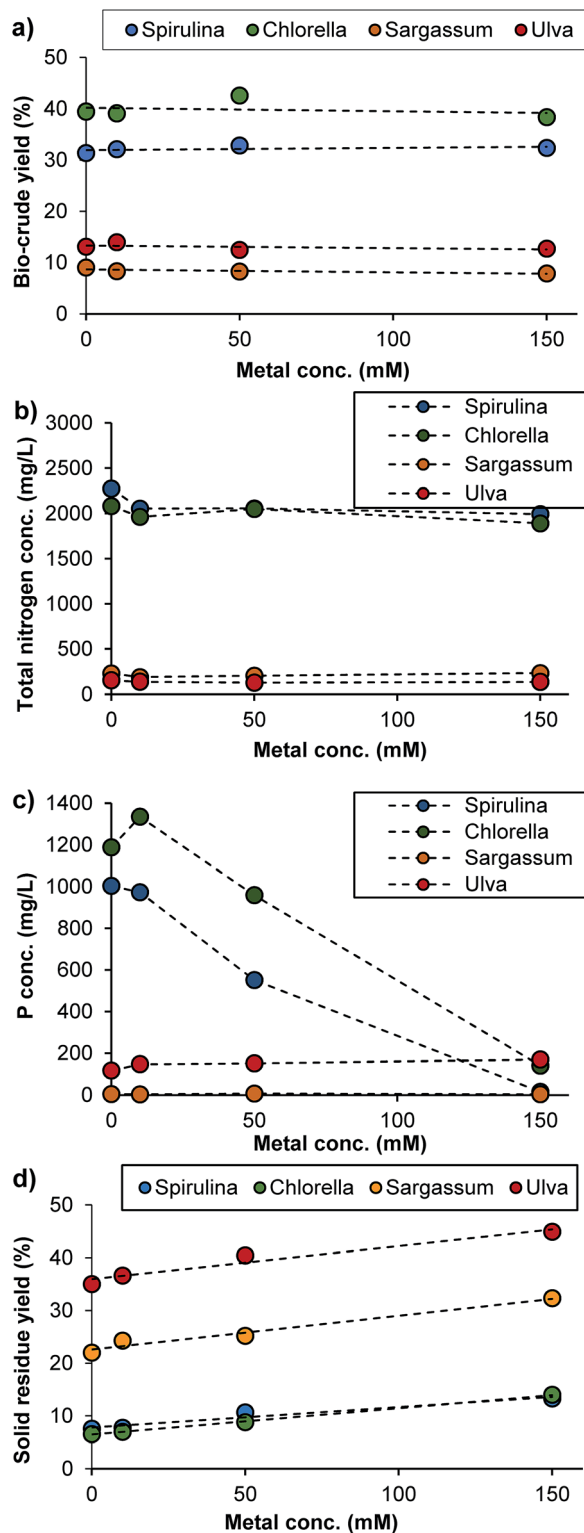 a)
Spirulina Chlorella Sargassum Ulva
Bio-crude yield (%)
50
40
30
20
10
0
0 50 100 150
Metal conc. (mM)
b)
Spirulina
Chlorella
Sargassum
Ulva
Total nitrogen conc. (mg/L)
3000
2500
2000
1500
1000
500
0
0 50 100 150
Metal conc. (mM)
c)
Spirulina
Chlorella
Sargassum
Ulva
P conc. (mg/L)
1400
1200
1000
800
600
400
200
0
0 50 100 150
Metal conc. (mM)
d)
Spirulina Chlorella Sargassum Ulva
Solid residue yield (%)
50
40
30
20
10
0
0 50 100 150
Metal conc. (mM)